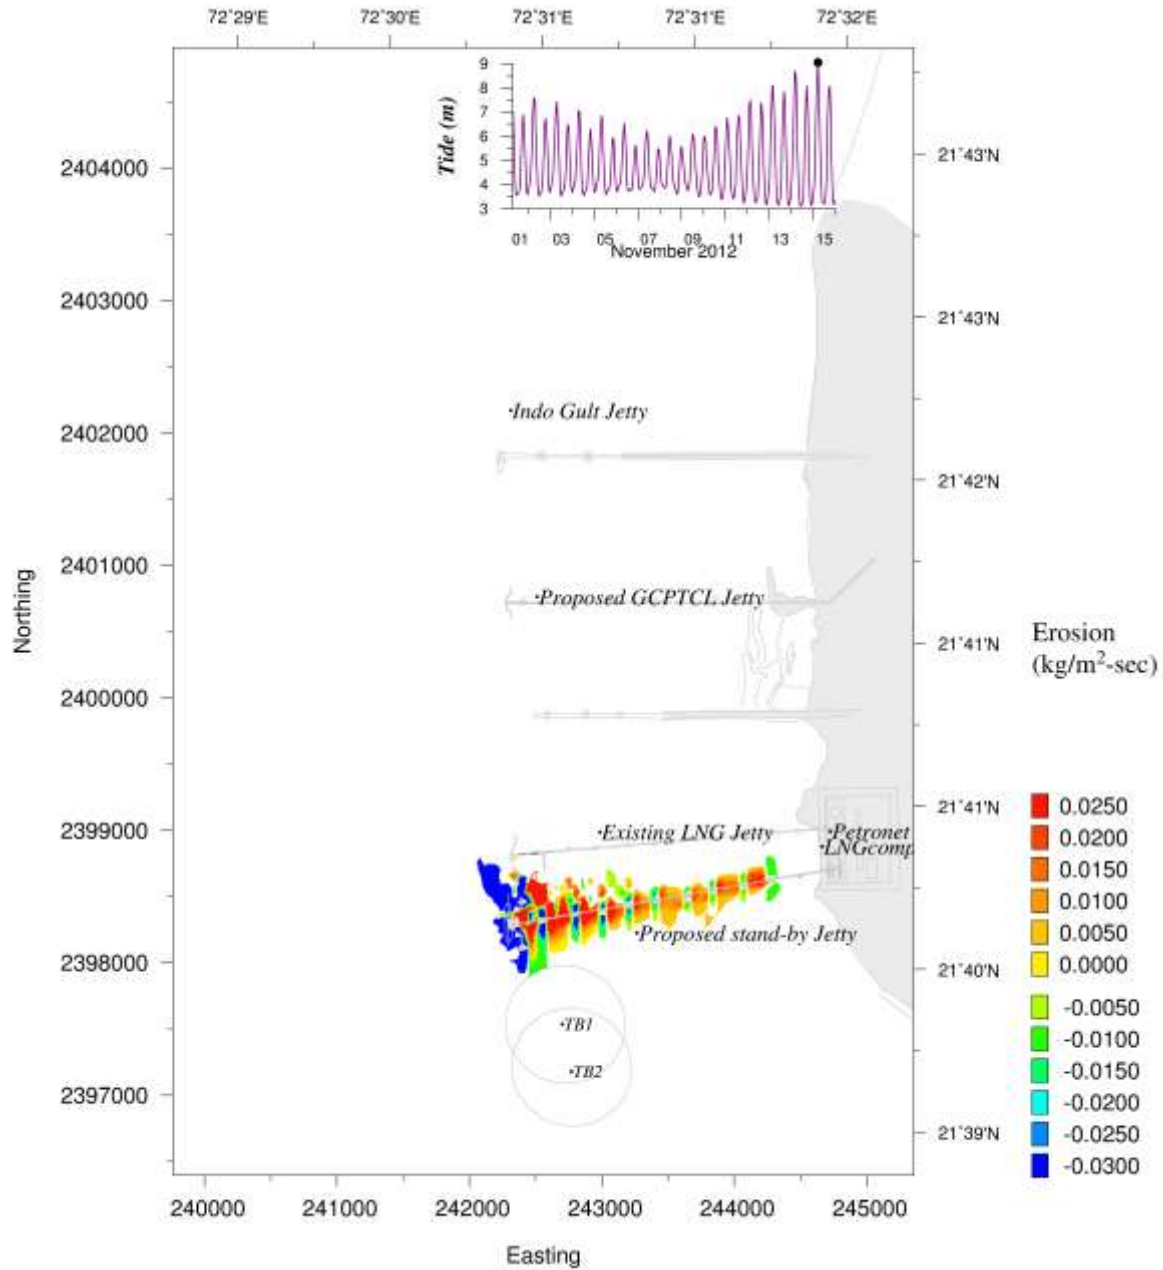 72°29'E 72°30'E 72°31'E 72°31'E 72°32'E
9
8
7
6
5
4
3
Tide (m)
01 03 05 07 09 11 13 15
November 2012
2404000
2403000
2402000
2401000
2400000
2399000
2398000
2397000
Northing
21°43'N
21°43'N
21°42'N
21°41'N
21°41'N
21°40'N
21°39'N
Indo Gult Jetty
Proposed GCPTCL Jetty
Existing LNG Jetty
Petronet
LNGcomp
Proposed stand-by Jetty
TB1
TB2
Erosion
(kg/m²-sec)
0.0250
0.0200
0.0150
0.0100
0.0050
0.0000
-0.0050
-0.0100
-0.0150
-0.0200
-0.0250
-0.0300
240000 241000 242000 243000 244000 245000
Easting